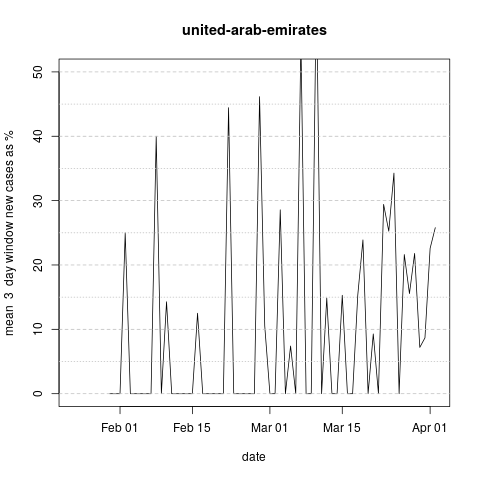 united-arab-emirates
mean 3 day window new cases as %
50
40
30
20
10
0
Feb 01 Feb 15 Mar 01 Mar 15 Apr 01
date